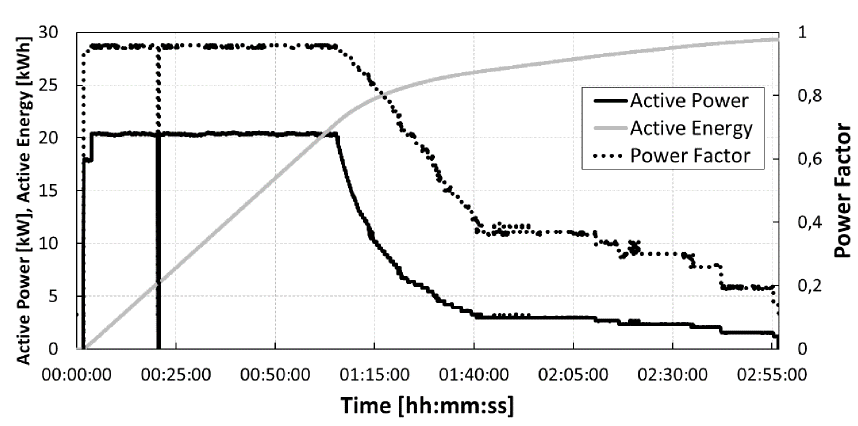 Active Power [kW], Active Energy [kWh]
30
25
20
15
10
5
0
1
0,8
0,6
0,4
0,2
0
Power Factor
Active Power
Active Energy
Power Factor
00:00:00 00:25:00 00:50:00 01:15:00 01:40:00 02:05:00 02:30:00 02:55:00
Time [hh:mm:ss]